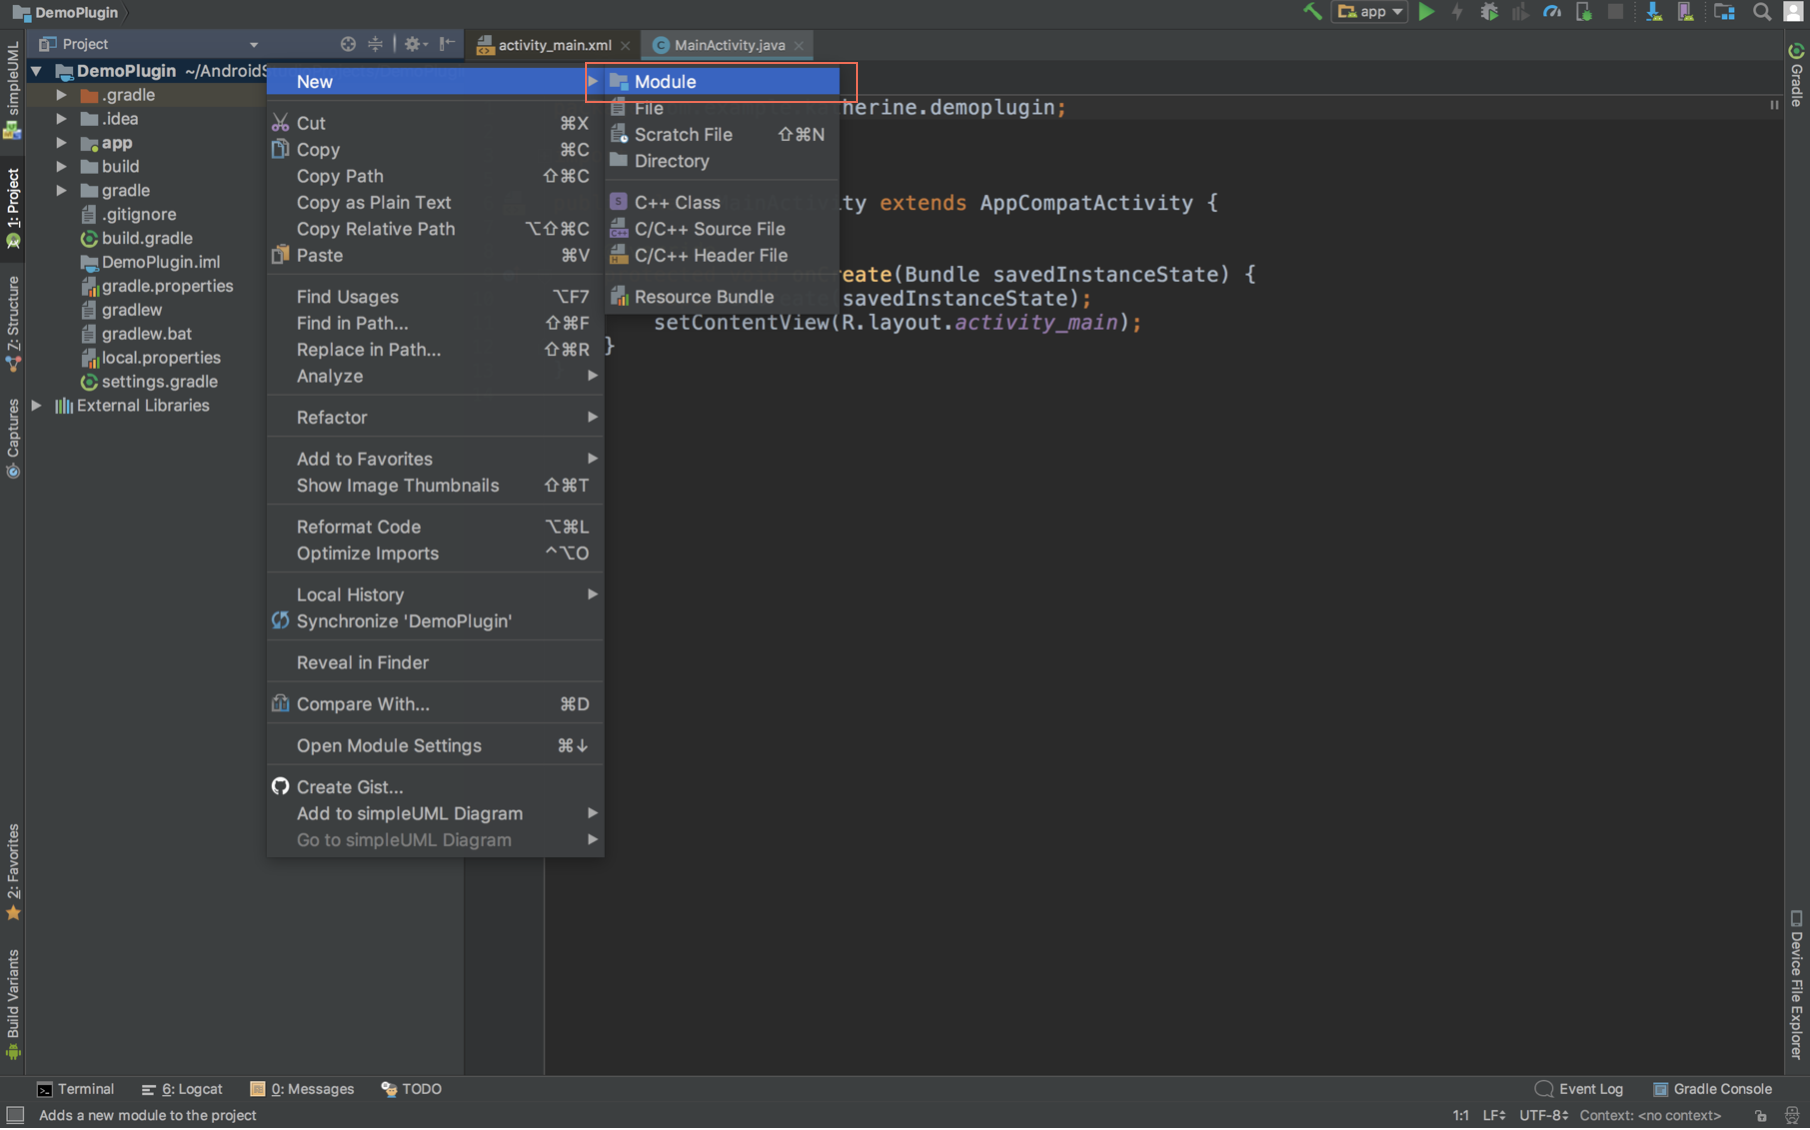 DemoPlugin
app
Project
activity_main.xml
MainActivity.java
simpleUML
1: Project
Z: Structure
Captures
2: Favorites
Build Variants
DemoPlugin
.gradle
.idea
app
build
gradle
.gitignore
build.gradle
DemoPlugin.iml
gradle.properties
gradlew
gradlew.bat
local.properties
settings.gradle
External Libraries
New
Cut ⌘X
Copy ⌘C
Copy Path ⇧⌘C
Copy as Plain Text
Copy Relative Path ⌥⇧⌘C
Paste ⌘V
Find Usages ⌥F7
Find in Path... ⇧⌘F
Replace in Path... ⇧⌘R
Analyze
Refactor
Add to Favorites
Show Image Thumbnails ⇧⌘T
Reformat Code ⌥⌘L
Optimize Imports ^⌥O
Local History
Synchronize 'DemoPlugin'
Reveal in Finder
Compare With... ⌘D
Open Module Settings ⌘↓
Create Gist...
Add to simpleUML Diagram
Go to simpleUML Diagram
Module
File
Scratch File ⇧⌘N
Directory
C++ Class
C/C++ Source File
C/C++ Header File
Resource Bundle
herine.demoplugin;
ity extends AppCompatActivity {
reate(Bundle savedInstanceState) {
savedInstanceState);
setContentView(R.layout.activity_main);
}
Gradle
Device File Explorer
Terminal
6: Logcat
0: Messages
TODO
Event Log
Gradle Console
Adds a new module to the project
1:1
LF
UTF-8
Context: <no context>